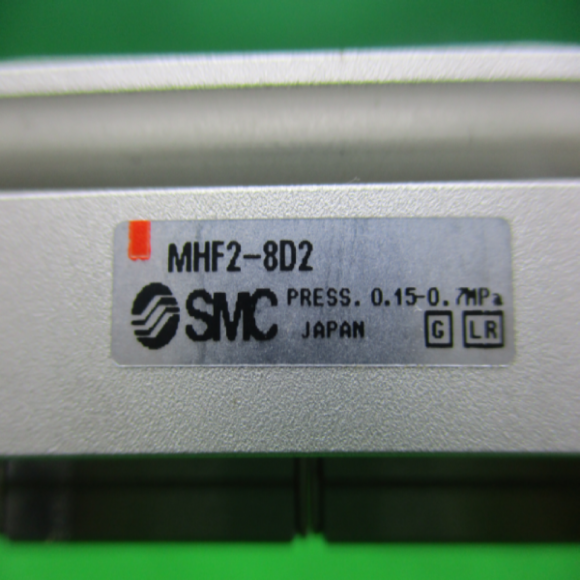 MHF2-8D2
SMC PRESS. 0.15-0.7MPa
JAPAN G LR